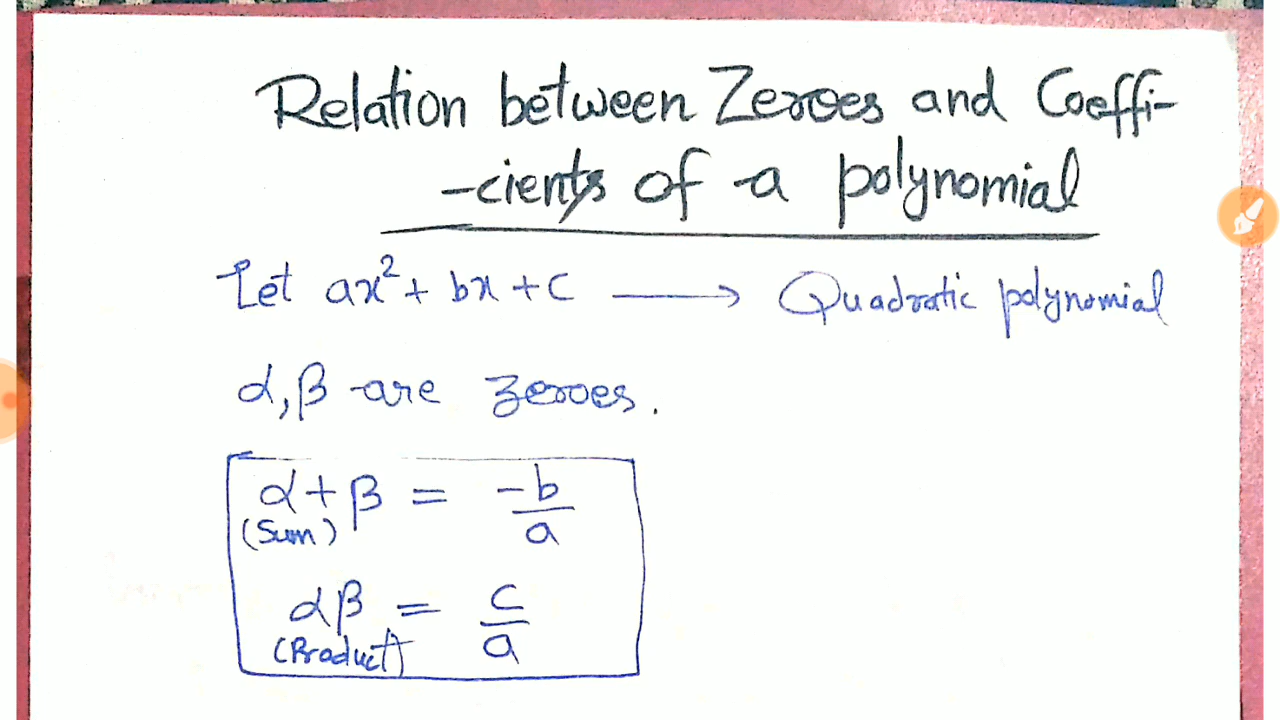 Relation between Zeroes and Coeffi-
-cients of a polynomial
Let ax² + bx + c ⟶ Quadratic polynomial
α, β are zeroes.
α + β = -b/a
(Sum)
αβ = c/a
(Product)